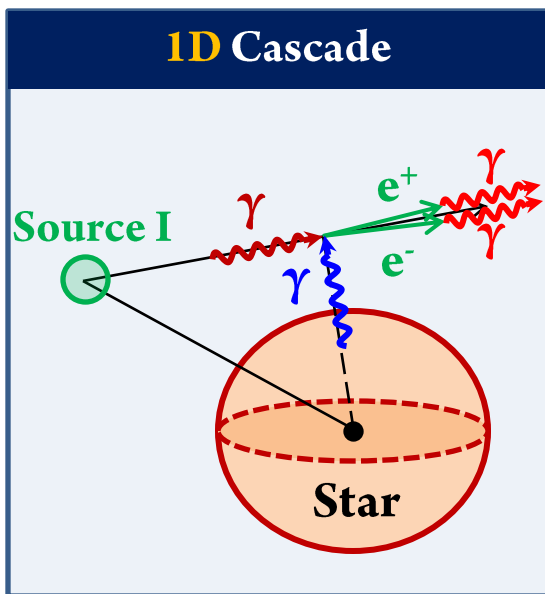 1D Cascade
γ
e⁺
γ
Source I
γ
e⁻
γ
Star